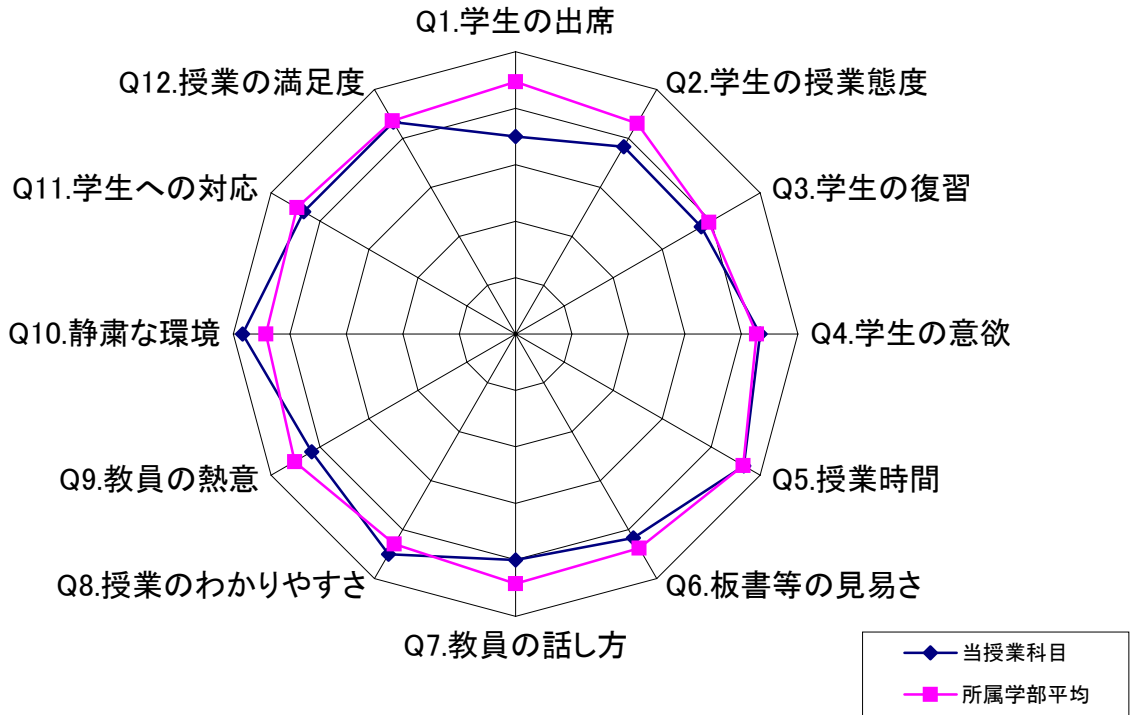 Q1.学生の出席
Q2.学生の授業態度
Q3.学生の復習
Q4.学生の意欲
Q5.授業時間
Q6.板書等の見易さ
Q7.教員の話し方
Q8.授業のわかりやすさ
Q9.教員の熱意
Q10.静粛な環境
Q11.学生への対応
Q12.授業の満足度
当授業科目
所属学部平均